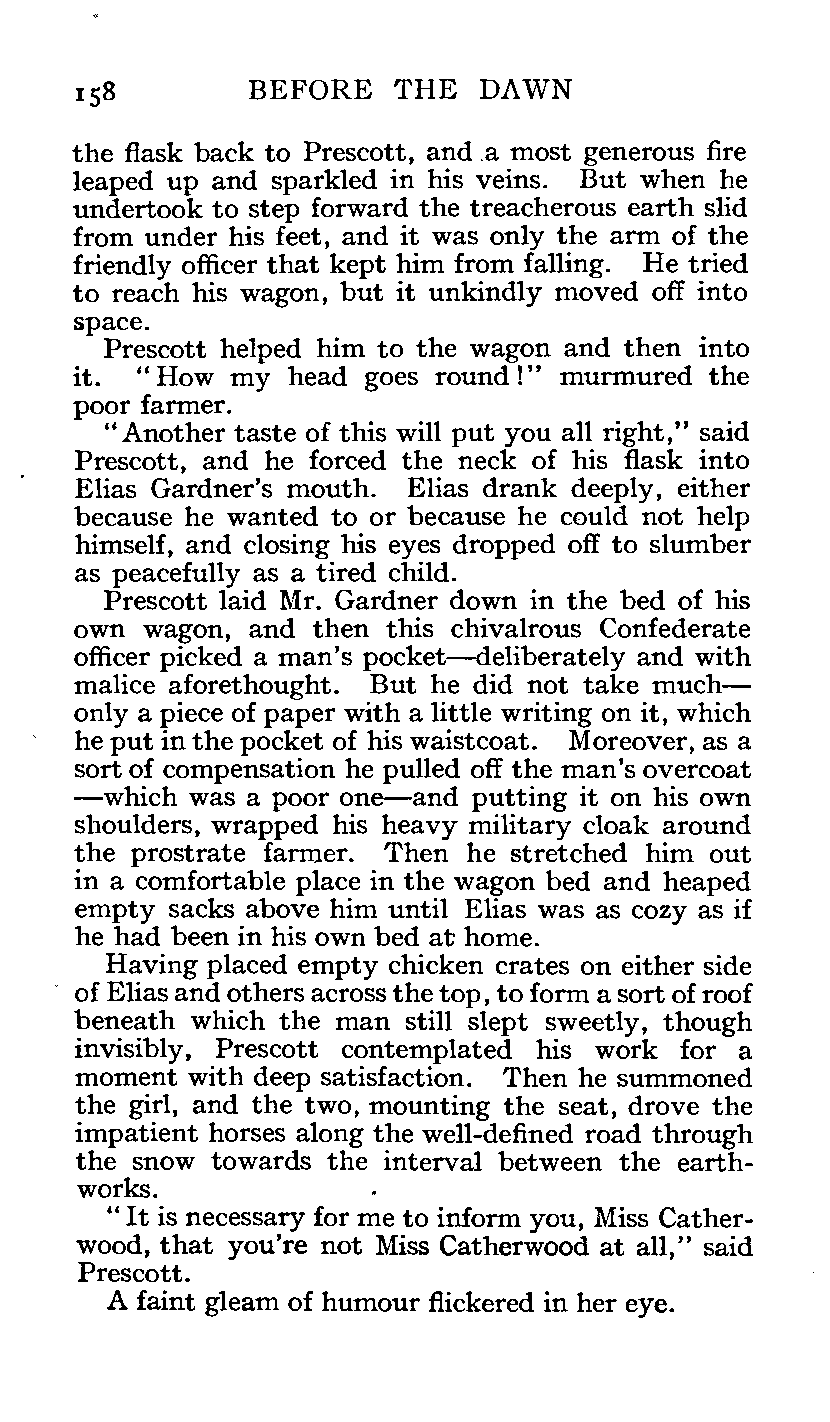 158 BEFORE THE DAWN
the flask back to Prescott, and a most generous fire
leaped up and sparkled in his veins. But when he
undertook to step forward the treacherous earth slid
from under his feet, and it was only the arm of the
friendly officer that kept him from falling. He tried
to reach his wagon, but it unkindly moved off into
space.
Prescott helped him to the wagon and then into
it. "How my head goes round!" murmured the
poor farmer.
"Another taste of this will put you all right," said
Prescott, and he forced the neck of his flask into
Elias Gardner's mouth. Elias drank deeply, either
because he wanted to or because he could not help
himself, and closing his eyes dropped off to slumber
as peacefully as a tired child.
Prescott laid Mr. Gardner down in the bed of his
own wagon, and then this chivalrous Confederate
officer picked a man's pocket—deliberately and with
malice aforethought. But he did not take much—
only a piece of paper with a little writing on it, which
he put in the pocket of his waistcoat. Moreover, as a
sort of compensation he pulled off the man's overcoat
—which was a poor one—and putting it on his own
shoulders, wrapped his heavy military cloak around
the prostrate farmer. Then he stretched him out
in a comfortable place in the wagon bed and heaped
empty sacks above him until Elias was as cozy as if
he had been in his own bed at home.
Having placed empty chicken crates on either side
of Elias and others across the top, to form a sort of roof
beneath which the man still slept sweetly, though
invisibly, Prescott contemplated his work for a
moment with deep satisfaction. Then he summoned
the girl, and the two, mounting the seat, drove the
impatient horses along the well-defined road through
the snow towards the interval between the earth-
works.
"It is necessary for me to inform you, Miss Cather-
wood, that you're not Miss Catherwood at all," said
Prescott.
A faint gleam of humour flickered in her eye.